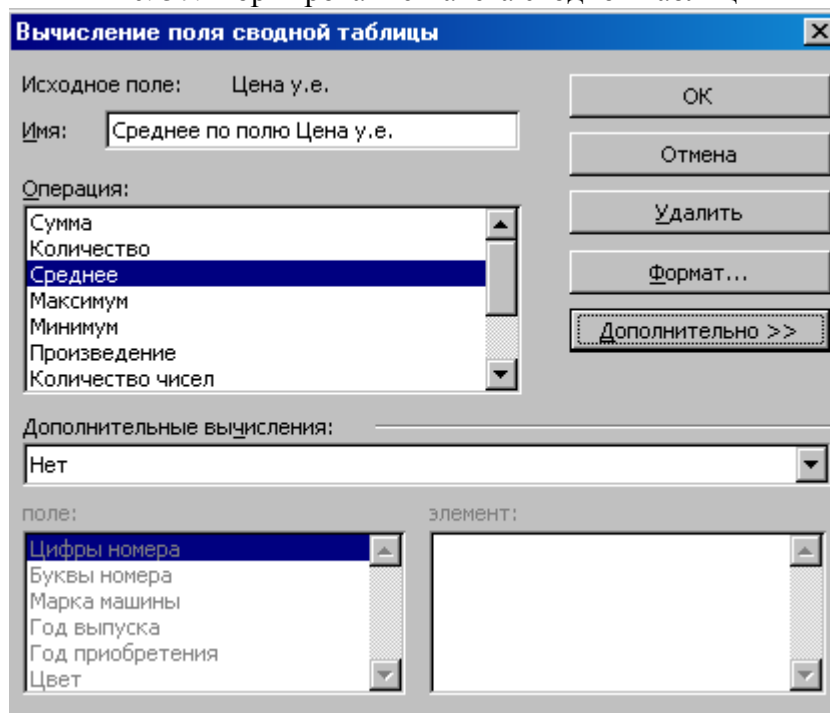 Вычисление поля сводной таблицы
Исходное поле: Цена у.е.
Имя: Среднее по полю Цена у.е.
Операция:
Сумма
Количество
Среднее
Максимум
Минимум
Произведение
Количество чисел
OK
Отмена
Удалить
Формат...
Дополнительно >>
Дополнительные вычисления:
Нет
поле:
Цифры номера
Буквы номера
Марка машины
Год выпуска
Год приобретения
Цвет
элемент: